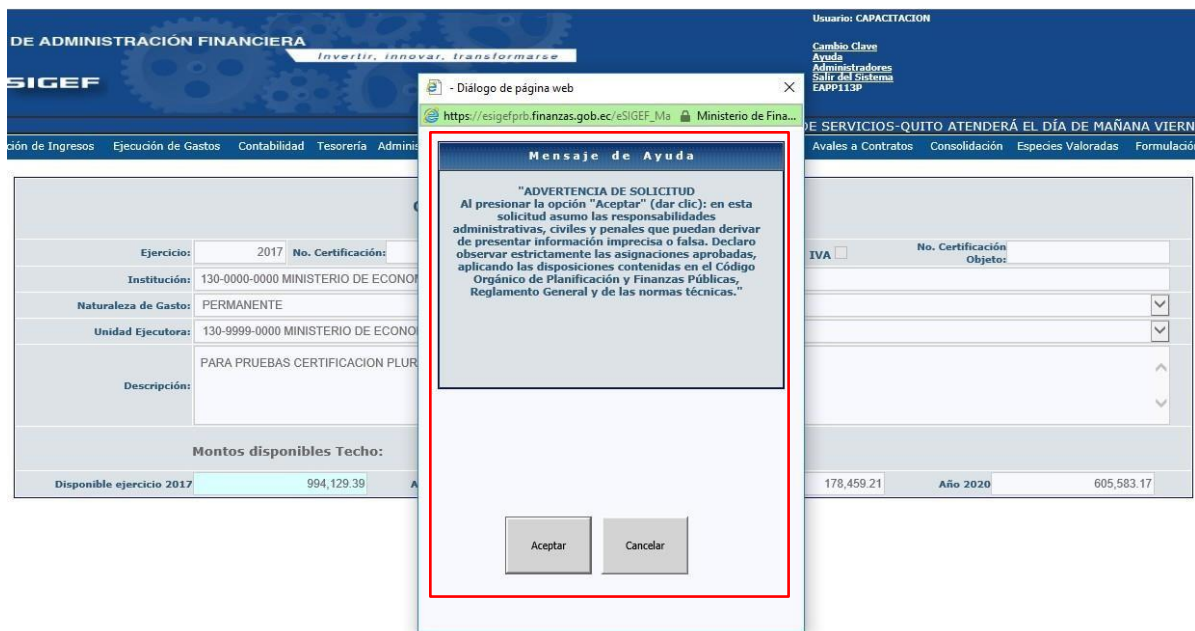 Usuario: CAPACITACION
DE ADMINISTRACIÓN FINANCIERA
Invertir, innovar, transformarse
Cambio Clave
Ayuda
Administradores
Salir del Sistema
EAPP113P
SIGEF
- Diálogo de página web
https://esigefprb.finanzas.gob.ec/eSIGEF_Ma Ministerio de Fina...
DE SERVICIOS-QUITO ATENDERÁ EL DÍA DE MAÑANA VIERN
ción de Ingresos Ejecución de Gastos Contabilidad Tesorería Adminis Avales a Contratos Consolidación Especies Valoradas Formulació
Mensaje de Ayuda
"ADVERTENCIA DE SOLICITUD
Al presionar la opción "Aceptar" (dar clic): en esta
solicitud asumo las responsabilidades
administrativas, civiles y penales que puedan derivar
de presentar información imprecisa o falsa. Declaro
observar estrictamente las asignaciones aprobadas,
aplicando las disposiciones contenidas en el Código
Orgánico de Planificación y Finanzas Públicas,
Reglamento General y de las normas técnicas."
Ejercicio: 2017 No. Certificación: IVA No. Certificación
Objeto:
Institución: 130-0000-0000 MINISTERIO DE ECONO
Naturaleza de Gasto: PERMANENTE
Unidad Ejecutora: 130-9999-0000 MINISTERIO DE ECONO
Descripción: PARA PRUEBAS CERTIFICACION PLUR
Montos disponibles Techo:
Disponible ejercicio 2017 994,129.39 A 178,459.21 Año 2020 605,583.17
Aceptar Cancelar